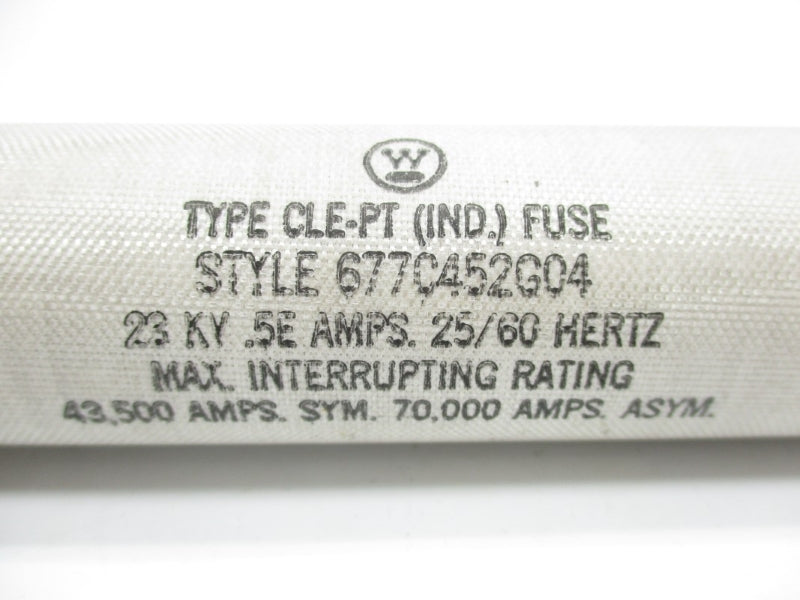 W
TYPE CLE-PT (IND.) FUSE
STYLE 677C452G04
23 KV .5E AMPS. 25/60 HERTZ
MAX. INTERRUPTING RATING
43,500 AMPS. SYM. 70,000 AMPS. ASYM.